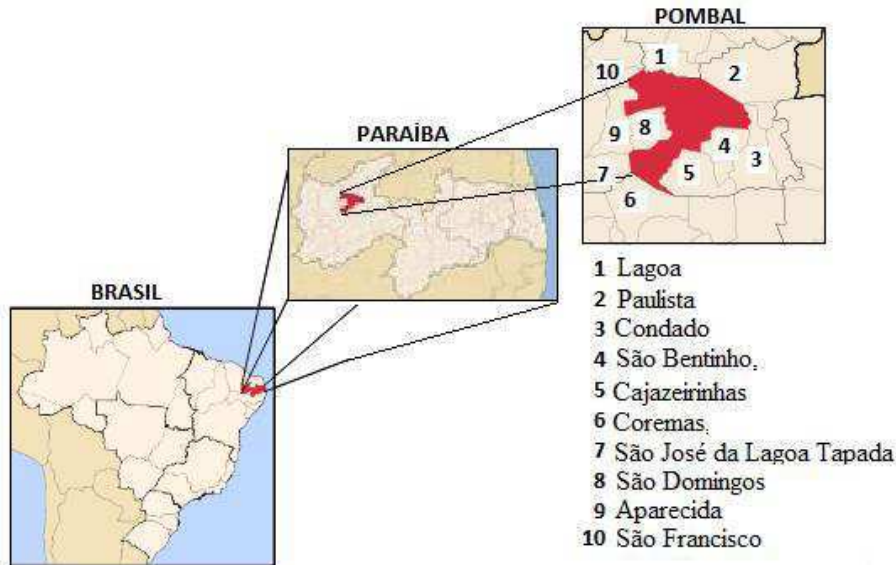 POMBAL
1
10
2
9
8
4
3
7
5
6
PARAÍBA
BRASIL
1 Lagoa
2 Paulista
3 Condado
4 São Bentinho.
5 Cajazeirinhas
6 Coremas.
7 São José da Lagoa Tapada
8 São Domingos
9 Aparecida
10 São Francisco